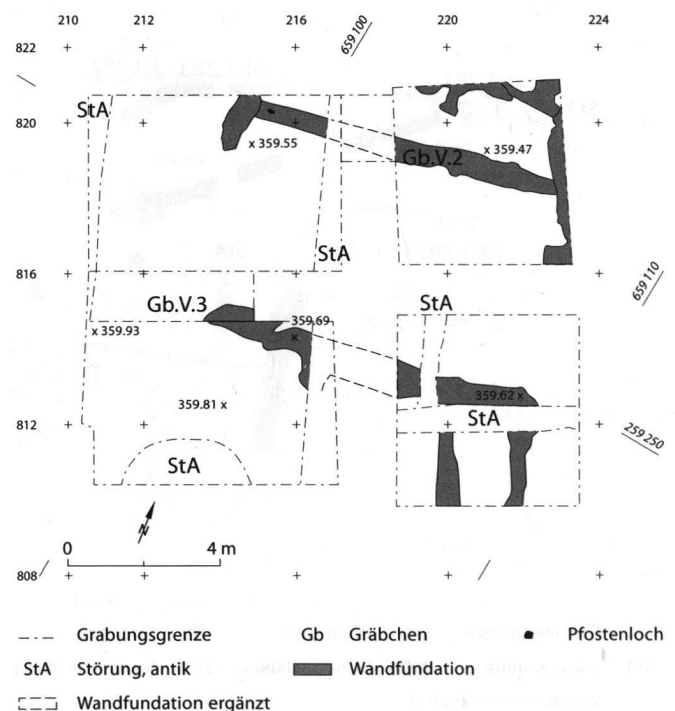 210 212 216 220 224
659 100
822
StA
820
x 359.55
x 359.47
Gb.V.2
StA
816
659 110
Gb.V.3
StA
359.69
x 359.93
x
359.81 x
359.62 x
812
StA
259 250
StA
N
0 4 m
808
Grabungsgrenze Gb Gräbchen Pfostenloch
StA Störung, antik Wandfundation
Wandfundation ergänzt